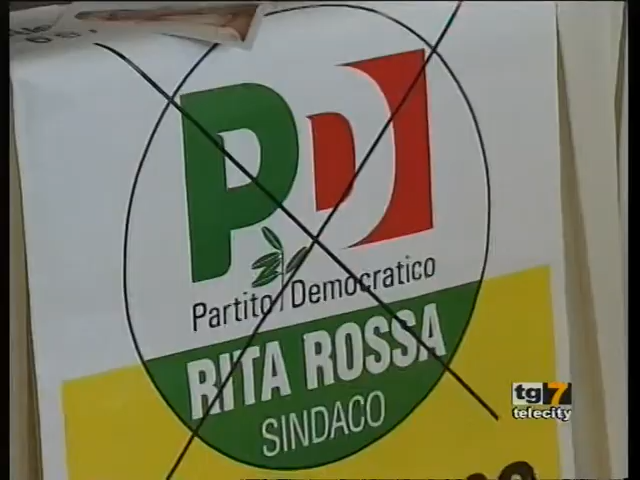 PD
Partito Democratico
RITA ROSSA
SINDACO
tg7
telecity